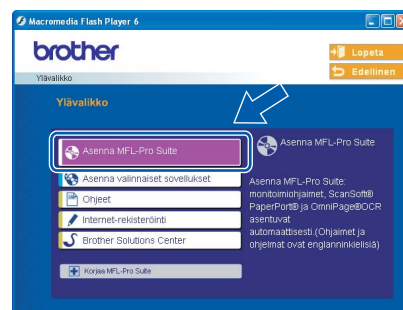 Macromedia Flash Player 6
brother
Lopeta
Edellinen
Ylävalikko
Ylävalikko
Asenna MFL-Pro Suite
Asenna valinnaiset sovellukset
Ohjeet
Internet-rekisteröinti
Brother Solutions Center
Korjaa MFL-Pro Suite
Asenna MFL-Pro Suite
Asenna MFL-Pro Suite:
monitoimiohjaimet, ScanSoft®
PaperPort® ja OmniPage®OCR
asentuvat
automaattisesti.(Ohjaimet ja
ohjelmat ovat englanninkielisiä)